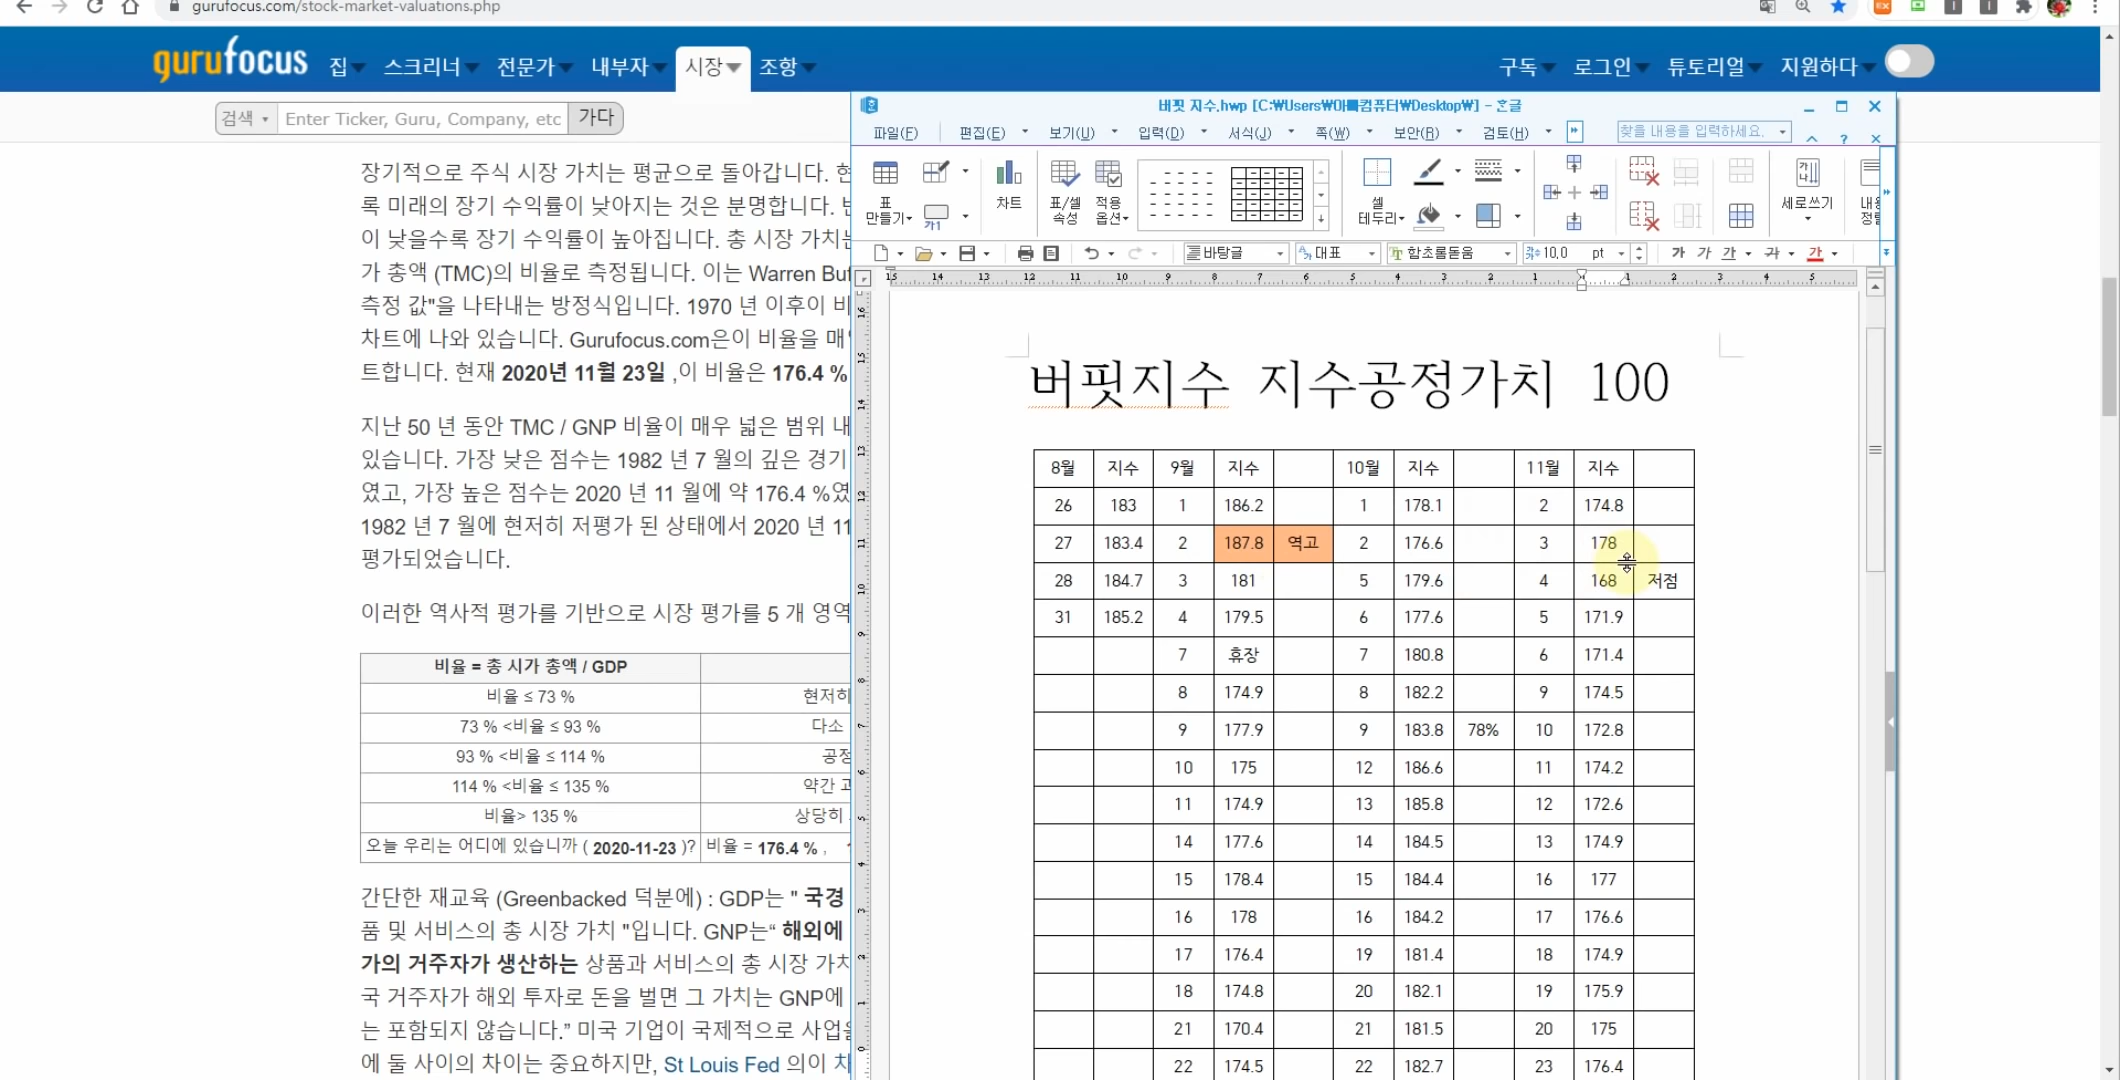 gurufocus.com/stock-market-valuations.php
gurufocus 집 스크리너 전문가 내부자 시장 조항 구독 로그인 튜토리얼 지원하다
검색 Enter Ticker, Guru, Company, etc 가다
장기적으로 주식 시장 가치는 평균으로 돌아갑니다. 현
록 미래의 장기 수익률이 낮아지는 것은 분명합니다.
이 낮을수록 장기 수익률이 높아집니다. 총 시장 가치는
가 총액 (TMC)의 비율로 측정됩니다. 이는 Warren Buf
측정 값"을 나타내는 방정식입니다. 1970 년 이후이 비
차트에 나와 있습니다. Gurufocus.com은이 비율을 매
트합니다. 현재 2020년 11월 23일 ,이 비율은 176.4 %
지난 50 년 동안 TMC / GNP 비율이 매우 넓은 범위 내
있습니다. 가장 낮은 점수는 1982 년 7 월의 깊은 경기
였고, 가장 높은 점수는 2020 년 11 월에 약 176.4 %였
1982 년 7 월에 현저히 저평가 된 상태에서 2020 년 11
평가되었습니다.
이러한 역사적 평가를 기반으로 시장 평가를 5 개 영역
비율 = 총 시가 총액 / GDP
비율 ≤ 73 % 현저히
73 % <비율 ≤ 93 % 다소
93 % <비율 ≤ 114 % 공정
114 % <비율 ≤ 135 % 약간 고
비율> 135 % 상당히
오늘 우리는 어디에 있습니까 ( 2020-11-23 )? 비율 = 176.4 % ,
간단한 재교육 (Greenbacked 덕분에) : GDP는 " 국경
품 및 서비스의 총 시장 가치 "입니다. GNP는“ 해외에
가의 거주자가 생산하는 상품과 서비스의 총 시장 가치
국 거주자가 해외 투자로 돈을 벌면 그 가치는 GNP에
는 포함되지 않습니다.” 미국 기업이 국제적으로 사업을
에 둘 사이의 차이는 중요하지만, St Louis Fed 의이 차
버핏 지수.hwp [C:₩Users₩아빠컴퓨터₩Desktop₩] - 흔글
파일(F) 편집(E) 보기(U) 입력(D) 서식(J) 쪽(W) 보안(R) 검토(H) 찾을 내용을 입력하세요.
표 만들기 가1 차트 표/셀 속성 적용 옵션 셀 테두리 세로쓰기
바탕글 대표 함초롬돋움 10.0 pt 가 가 가 가 가
15 14 13 12 11 10 9 8 7 6 5 4 3 2 1 1 2 3 4 5
버핏지수 지수공정가치 100
8월 지수 9월 지수 10월 지수 11월 지수
26 183 1 186.2 1 178.1 2 174.8
27 183.4 2 187.8 역고 2 176.6 3 178
28 184.7 3 181 5 179.6 4 168 저점
31 185.2 4 179.5 6 177.6 5 171.9
7 휴장 7 180.8 6 171.4
8 174.9 8 182.2 9 174.5
9 177.9 9 183.8 78% 10 172.8
10 175 12 186.6 11 174.2
11 174.9 13 185.8 12 172.6
14 177.6 14 184.5 13 174.9
15 178.4 15 184.4 16 177
16 178 16 184.2 17 176.6
17 176.4 19 181.4 18 174.9
18 174.8 20 182.1 19 175.9
21 170.4 21 181.5 20 175
22 174.5 22 182.7 23 176.4